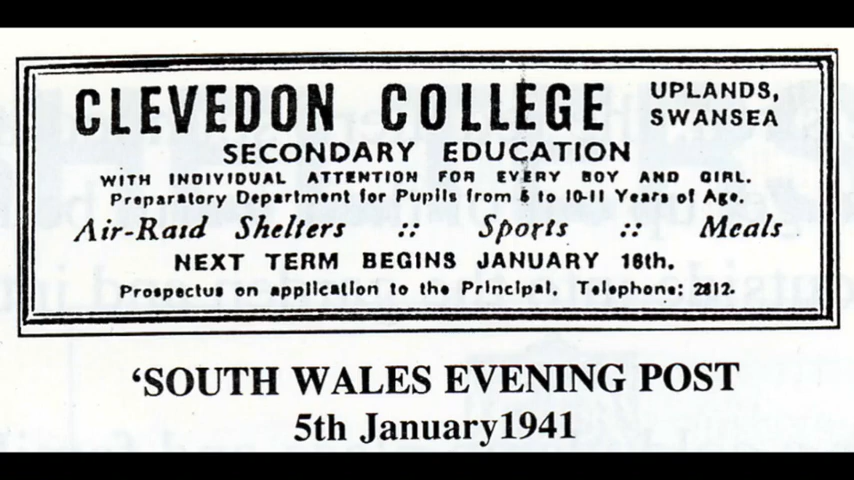 CLEVEDON COLLEGE
UPLANDS,
SWANSEA
SECONDARY EDUCATION
WITH INDIVIDUAL ATTENTION FOR EVERY BOY AND GIRL.
Preparatory Department for Pupils from to 10-11 Years of Age.
Air-Raid Shelters :: Sports :: Meals
NEXT TERM BEGINS JANUARY 16th.
Prospectus on application to the Principal. Telephone: 2812.
‘SOUTH WALES EVENING POST
5th January1941